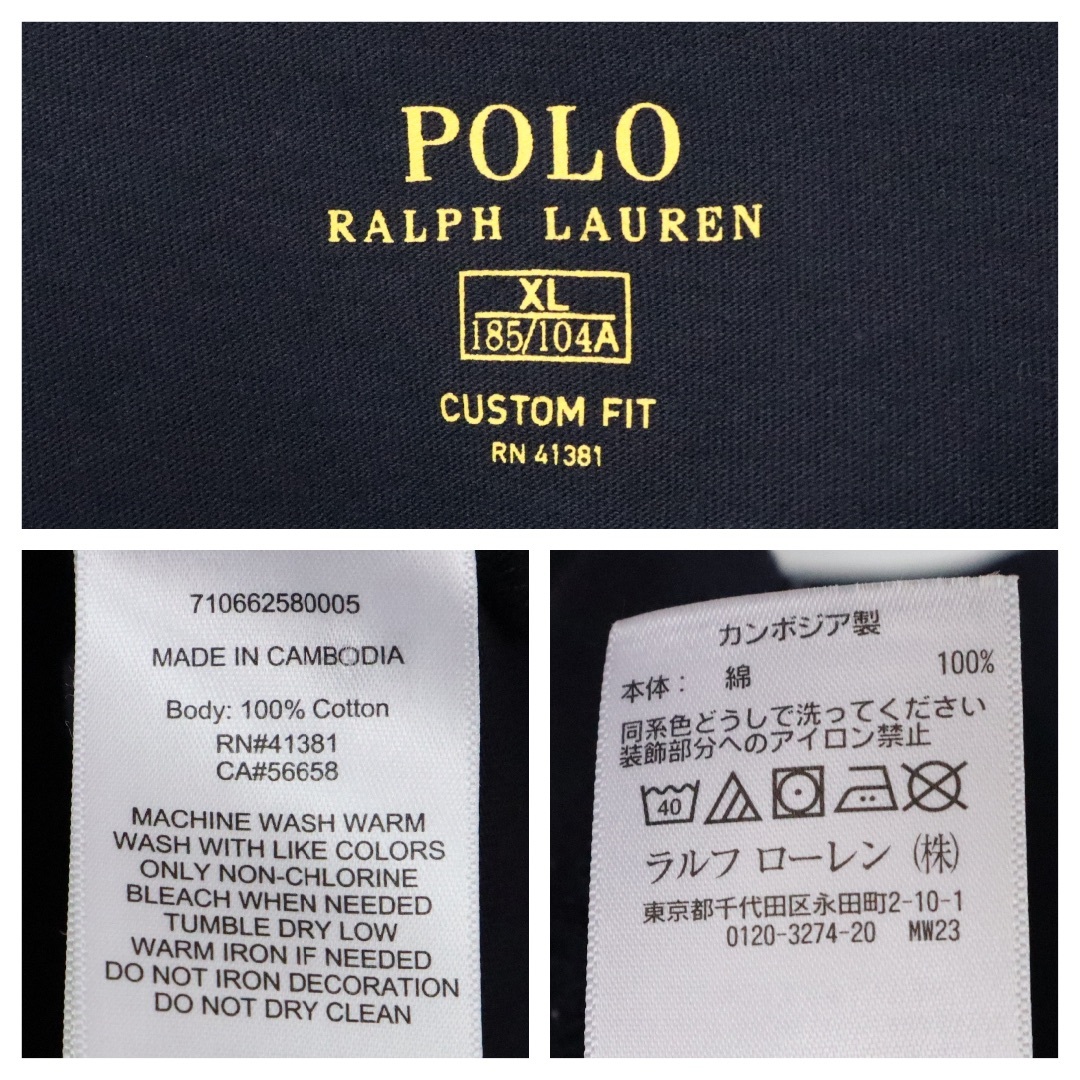 POLO
RALPH LAUREN
XL
185/104A
CUSTOM FIT
RN 41381
710662580005
MADE IN CAMBODIA
Body: 100% Cotton
RN#41381
CA#56658
MACHINE WASH WARM
WASH WITH LIKE COLORS
ONLY NON-CHLORINE
BLEACH WHEN NEEDED
TUMBLE DRY LOW
WARM IRON IF NEEDED
DO NOT IRON DECORATION
DO NOT DRY CLEAN
カンボジア製
本体： 綿 100%
同系色どうしで洗ってください
装飾部分へのアイロン禁止
40
ラルフ ローレン ㈱
東京都千代田区永田町2-10-1
0120-3274-20 MW23